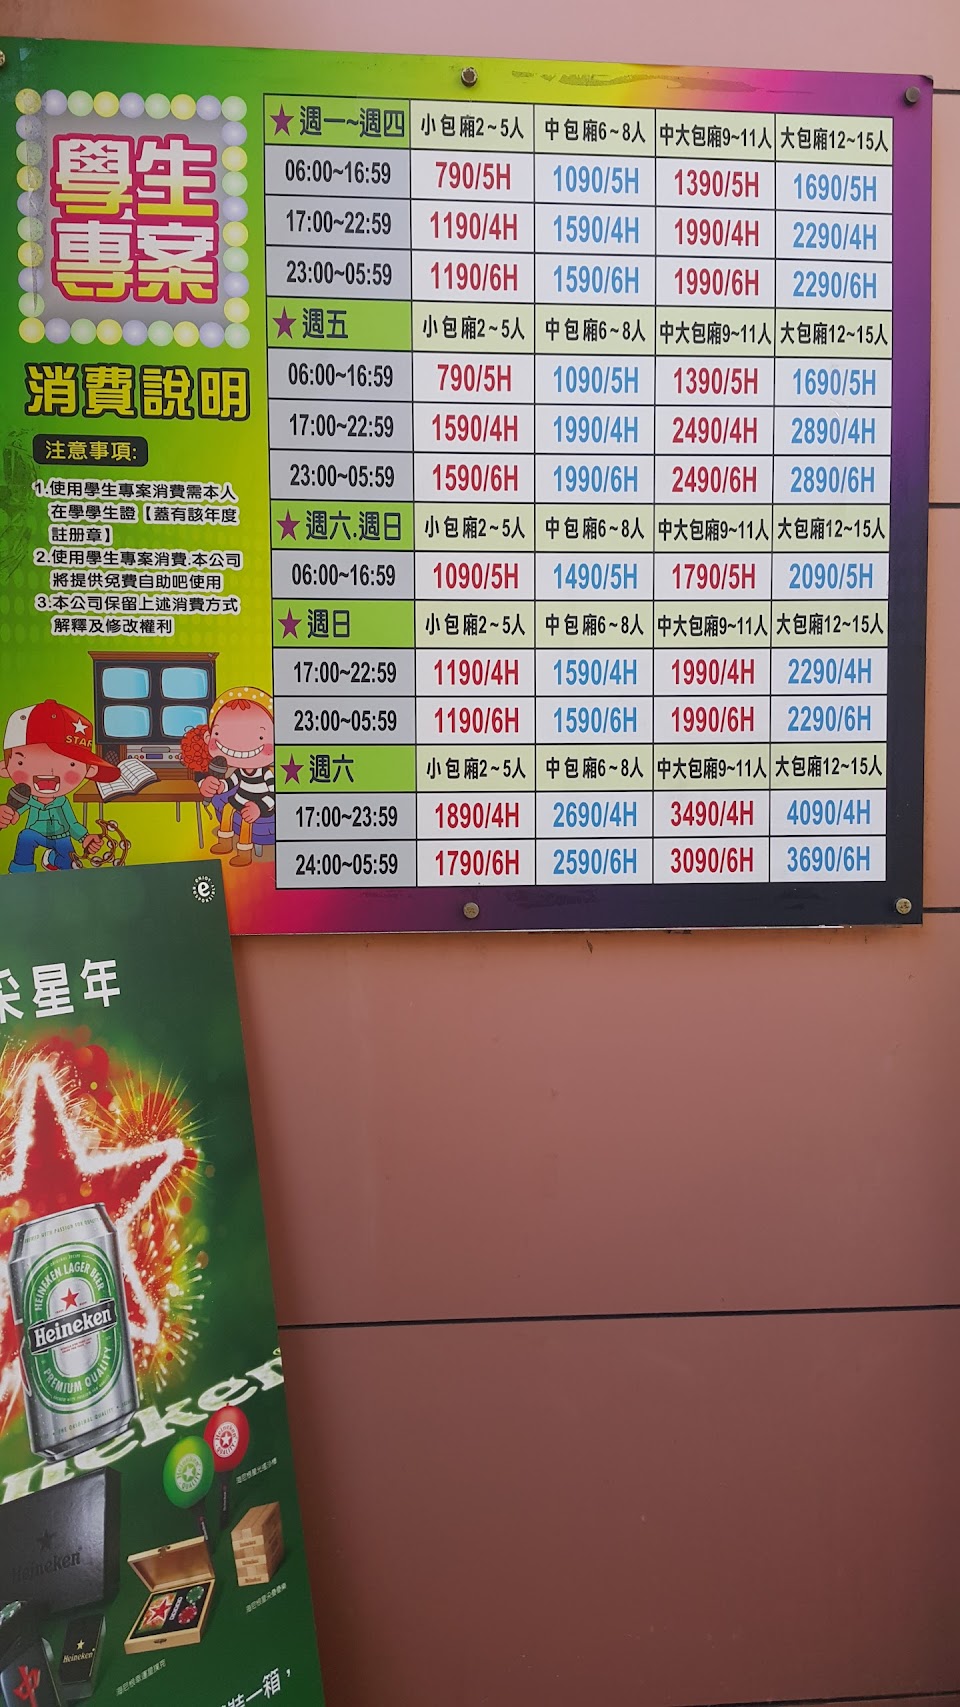 學生
專案
消費說明
注意事項:
1.使用學生專案消費需本人
在學學生證【蓋有該年度
註册章】
2.使用學生專案消費.本公司
將提供免費自助吧使用
3.本公司保留上述消費方式
解釋及修改權利
STAR
★週一~週四 小包廂2~5人 中包廂6~8人 中大包廂9~11人 大包廂12~15人
06:00~16:59 790/5H 1090/5H 1390/5H 1690/5H
17:00~22:59 1190/4H 1590/4H 1990/4H 2290/4H
23:00~05:59 1190/6H 1590/6H 1990/6H 2290/6H
★週五 小包廂2~5人 中包廂6~8人 中大包廂9~11人 大包廂12~15人
06:00~16:59 790/5H 1090/5H 1390/5H 1690/5H
17:00~22:59 1590/4H 1990/4H 2490/4H 2890/4H
23:00~05:59 1590/6H 1990/6H 2490/6H 2890/6H
★週六.週日 小包廂2~5人 中包廂6~8人 中大包廂9~11人 大包廂12~15人
06:00~16:59 1090/5H 1490/5H 1790/5H 2090/5H
★週日 小包廂2~5人 中包廂6~8人 中大包廂9~11人 大包廂12~15人
17:00~22:59 1190/4H 1590/4H 1990/4H 2290/4H
23:00~05:59 1190/6H 1590/6H 1990/6H 2290/6H
★週六 小包廂2~5人 中包廂6~8人 中大包廂9~11人 大包廂12~15人
17:00~23:59 1890/4H 2690/4H 3490/4H 4090/4H
24:00~05:59 1790/6H 2590/6H 3090/6H 3690/6H
采星年
HEINEKEN LAGER BEER
Heineken
PREMIUM QUALITY
Heineken
Heineken
中
一箱，